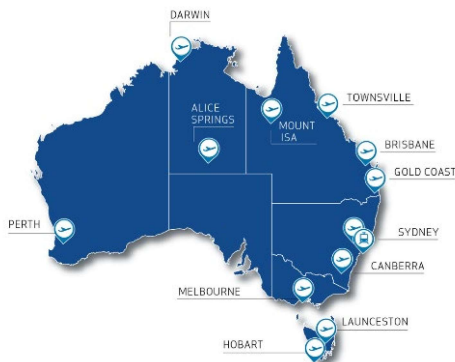 DARWIN
ALICE
SPRINGS
MOUNT
ISA
TOWNSVILLE
BRISBANE
GOLD COAST
PERTH
SYDNEY
CANBERRA
MELBOURNE
LAUNCESTON
HOBART